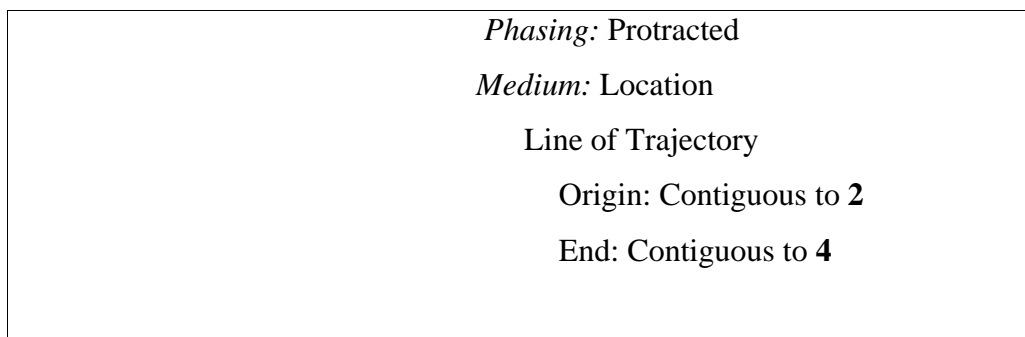 Phasing: Protracted
Medium: Location
Line of Trajectory
Origin: Contiguous to 2
End: Contiguous to 4